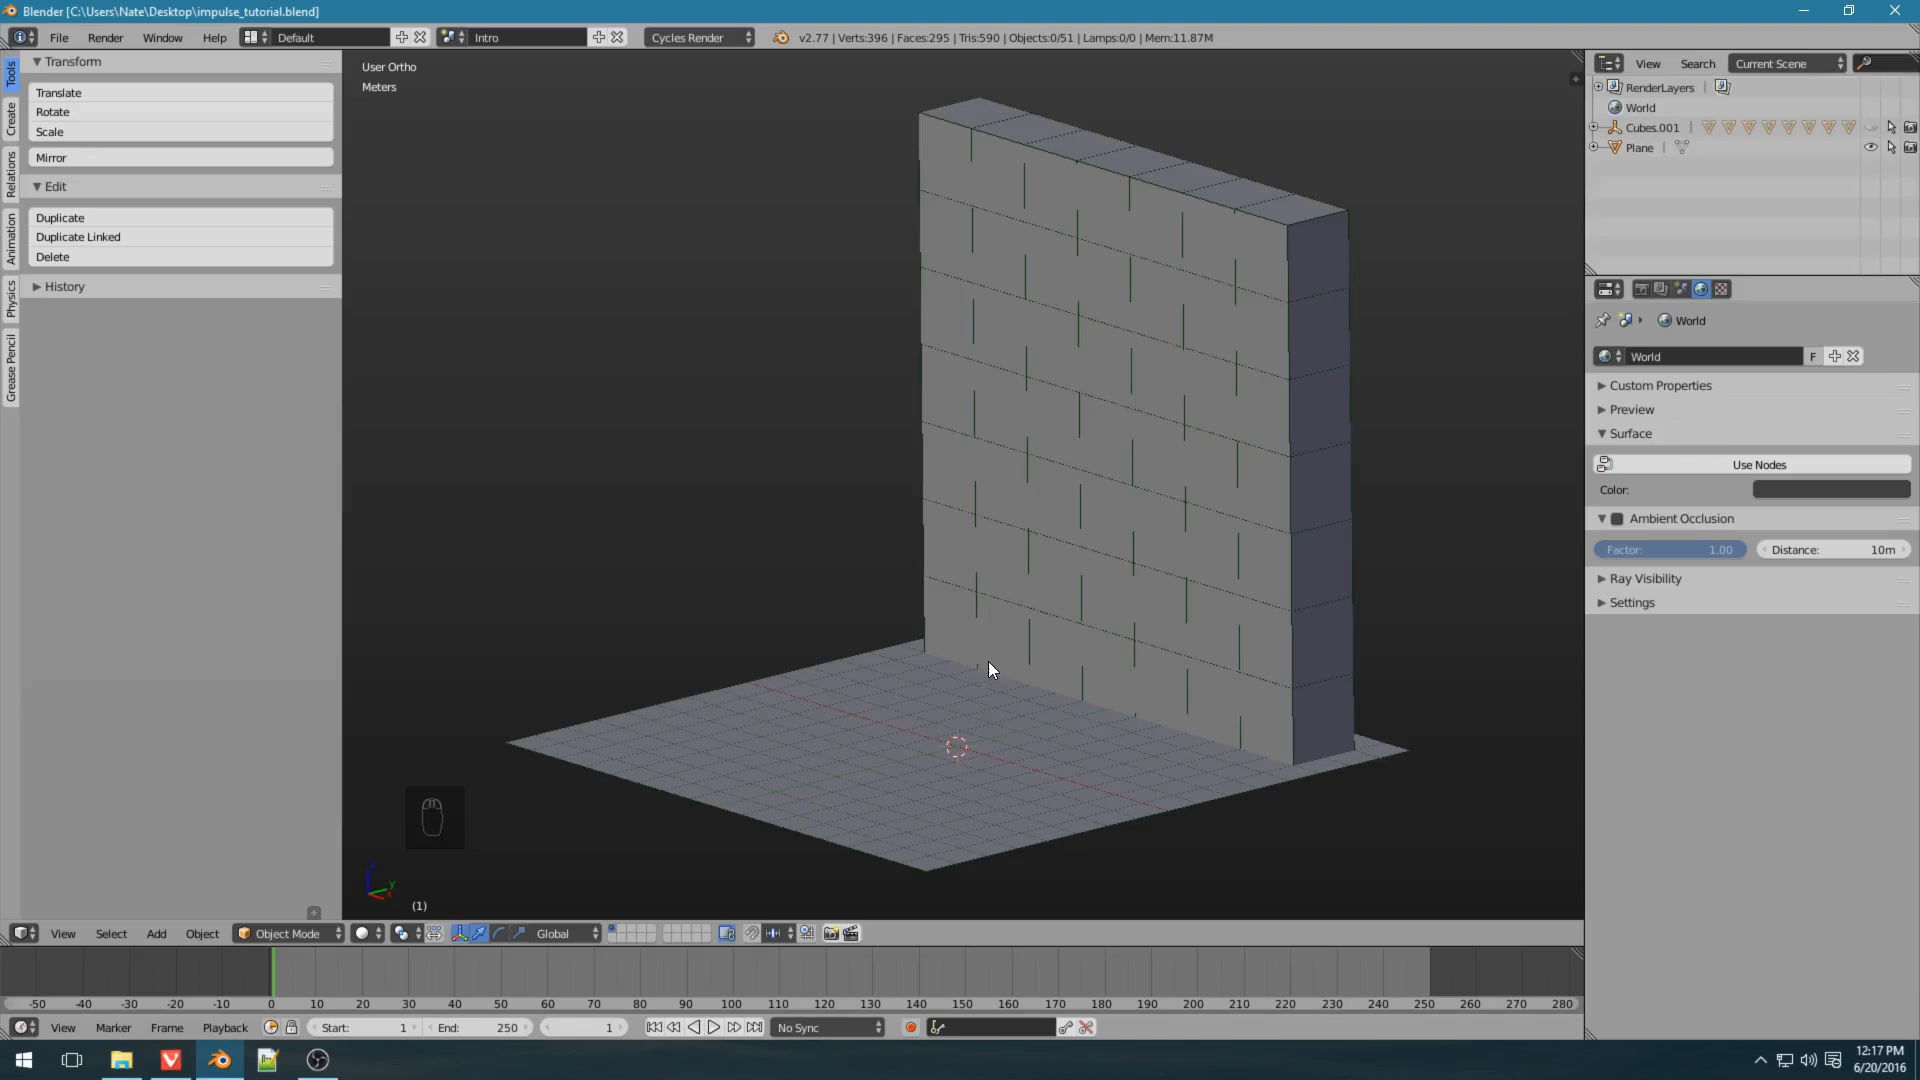 Blender [C:\Users\Nate\Desktop\impulse_tutorial.blend]
File Render Window Help Default Intro Cycles Render v2.77 | Verts:396 | Faces:295 | Tris:590 | Objects:0/51 | Lamps:0/0 | Mem:11.87M
Transform
Translate
Rotate
Scale
Mirror
Edit
Duplicate
Duplicate Linked
Delete
History
Tools
Create
Relations
Animation
Physics
Grease Pencil
User Ortho
Meters
(1)
View Search Current Scene
RenderLayers
World
Cubes.001
Plane
World
World F
Custom Properties
Preview
Surface
Use Nodes
Color:
Ambient Occlusion
Factor: 1.00 Distance: 10m
Ray Visibility
Settings
View Select Add Object Object Mode Global
-50 -40 -30 -20 -10 0 10 20 30 40 50 60 70 80 90 100 110 120 130 140 150 160 170 180 190 200 210 220 230 240 250 260 270 280
View Marker Frame Playback Start: 1 End: 250 1 No Sync
12:17 PM
6/20/2016